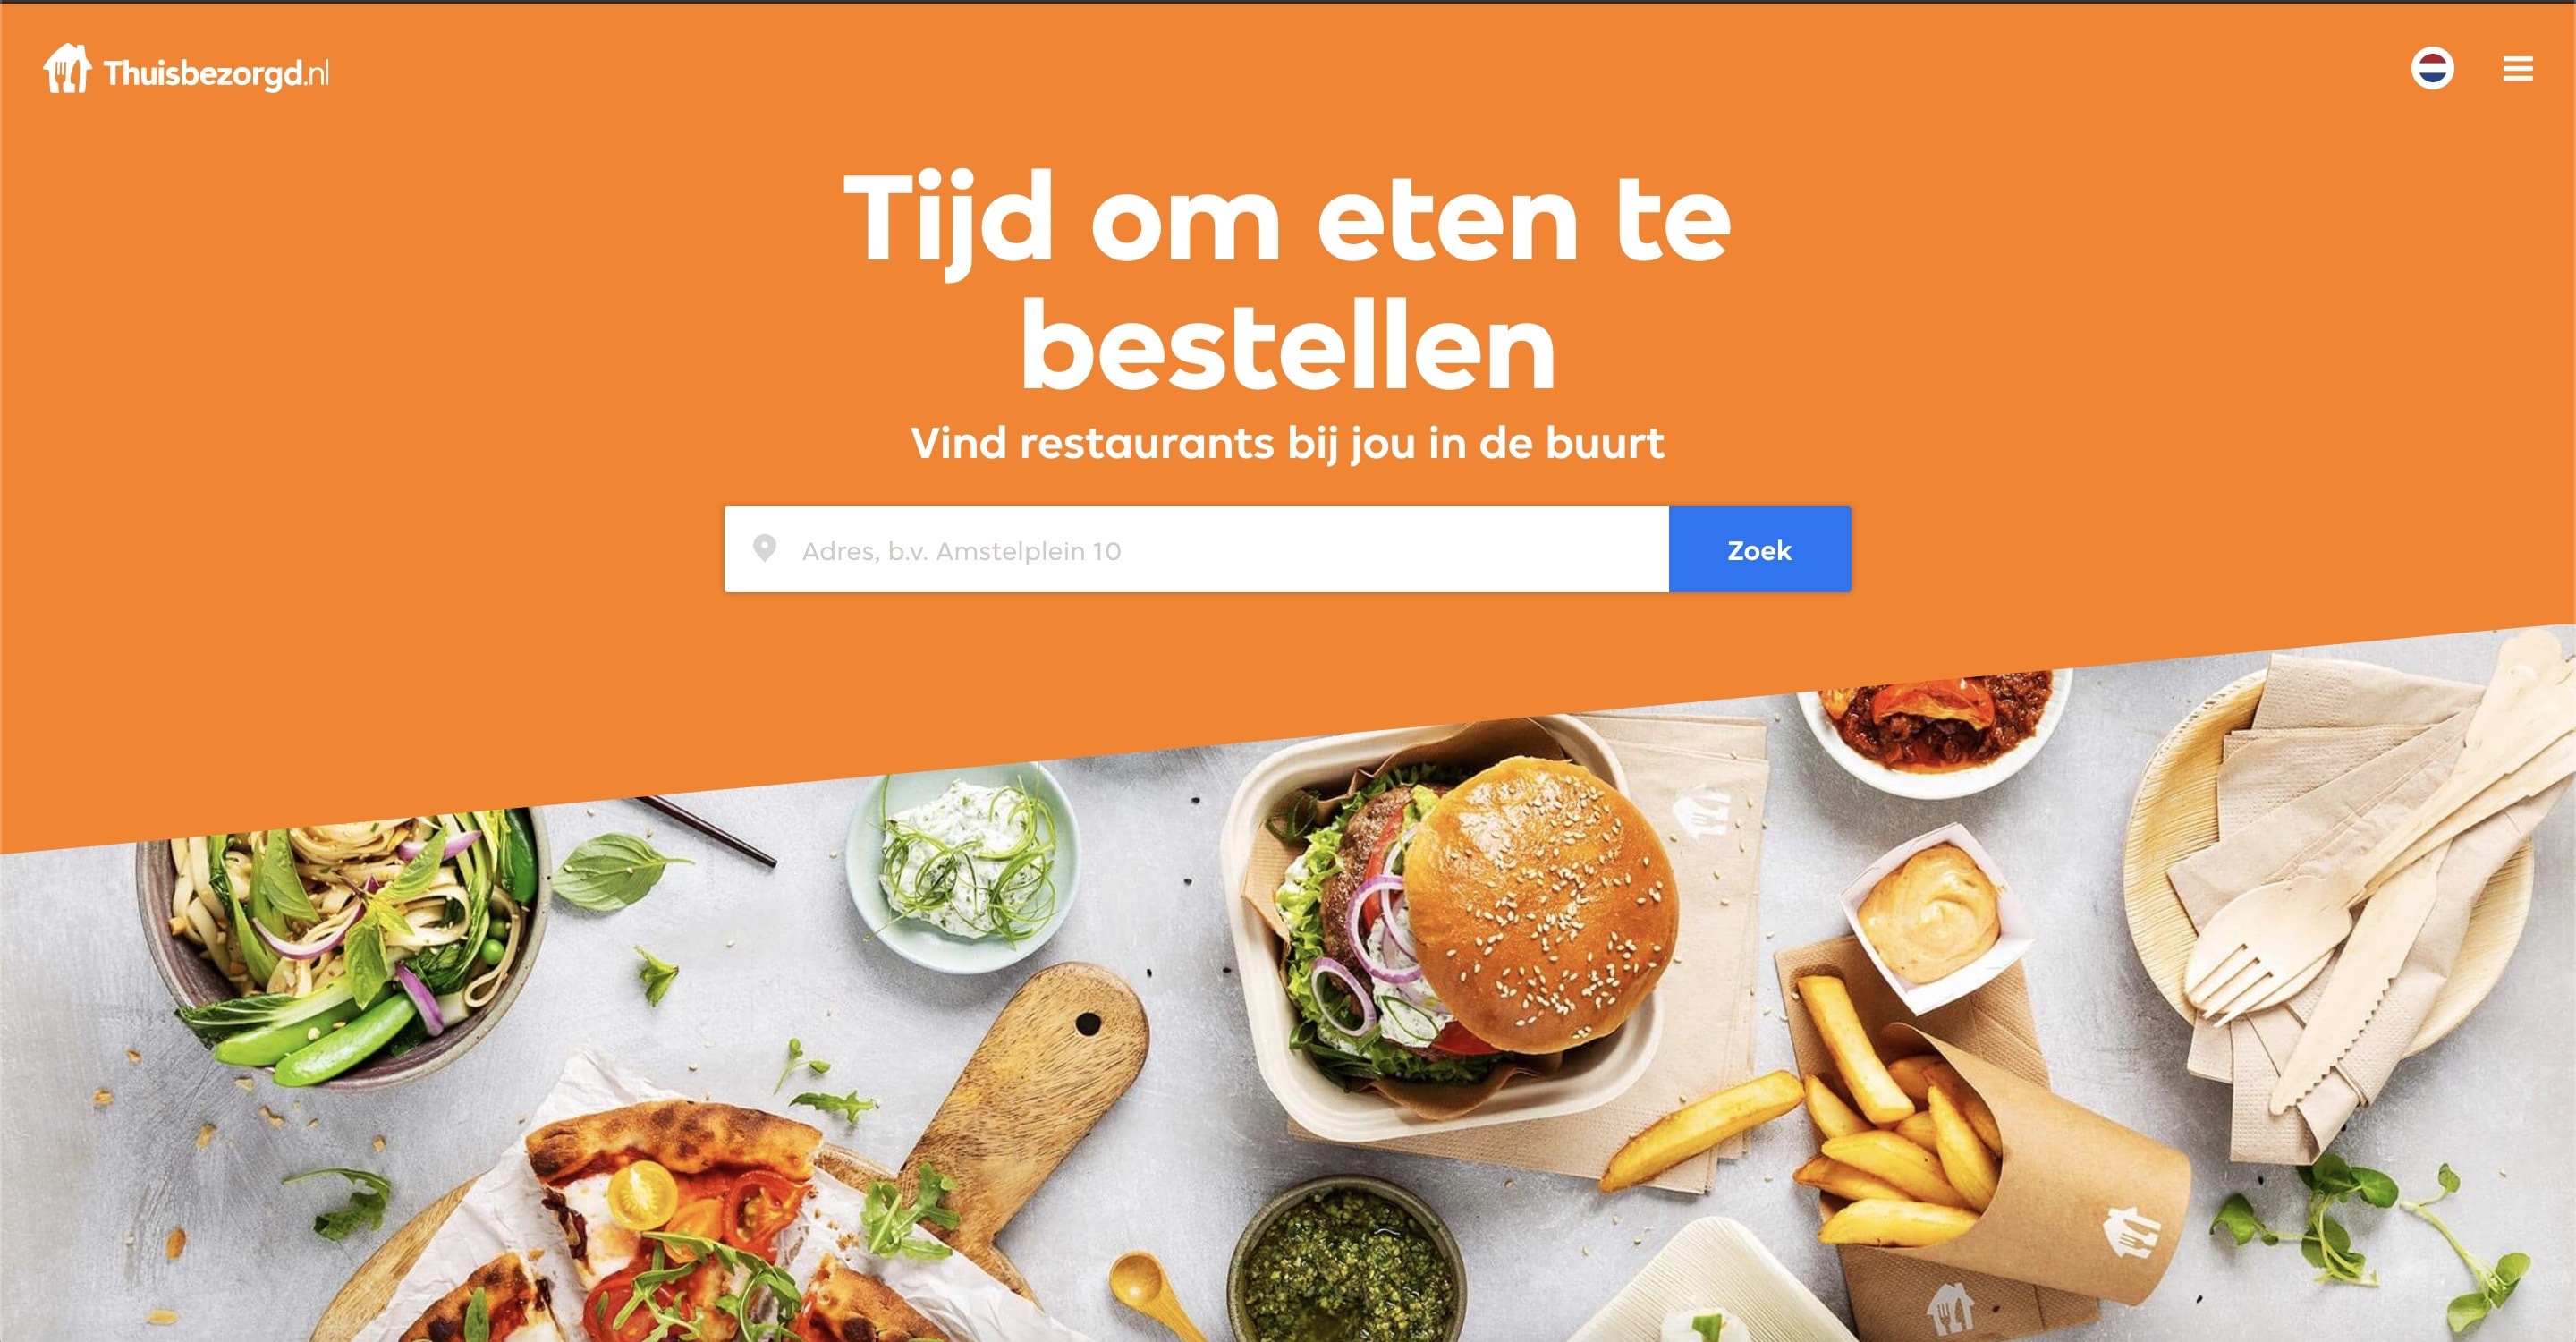 Thuisbezorgd.nl
Tijd om eten te
bestellen
Vind restaurants bij jou in de buurt
Adres, b.v. Amstelplein 10
Zoek